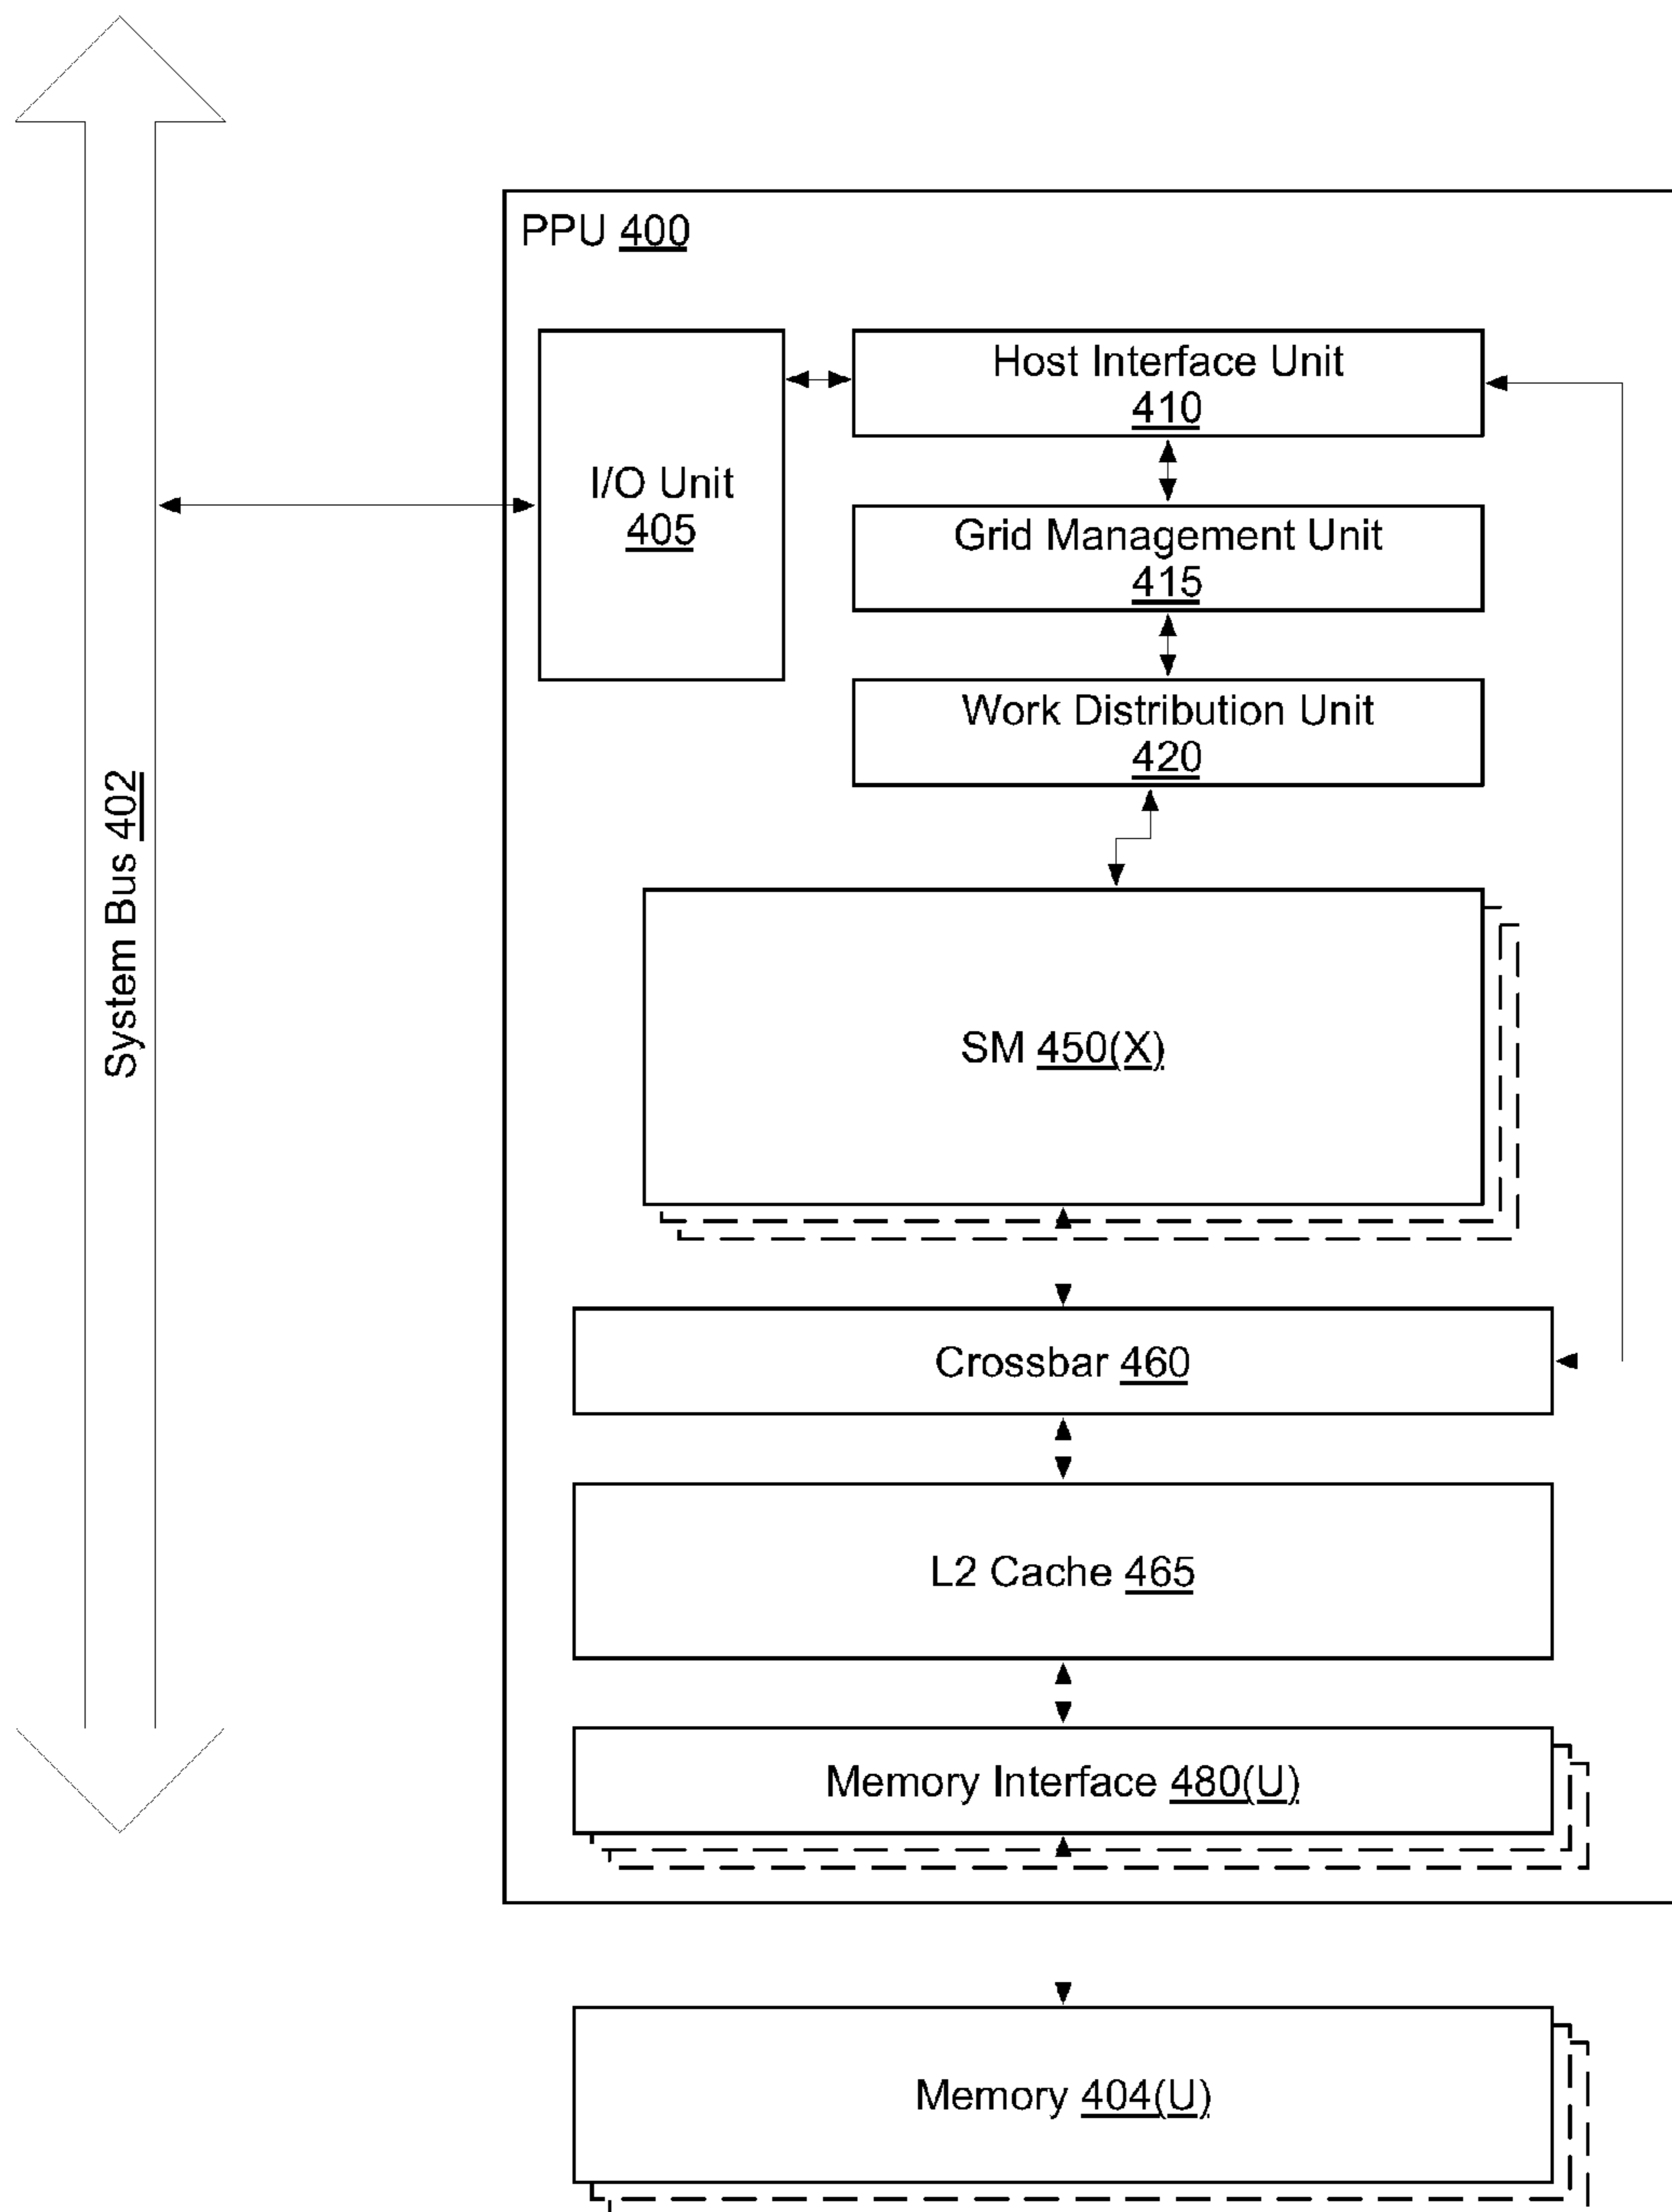 PPU 400
Host Interface Unit
410
I/O Unit
405
Grid Management Unit
415
Work Distribution Unit
420
System Bus 402
SM 450(X)
Crossbar 460
L2 Cache 465
Memory Interface 480(U)
Memory 404(U)